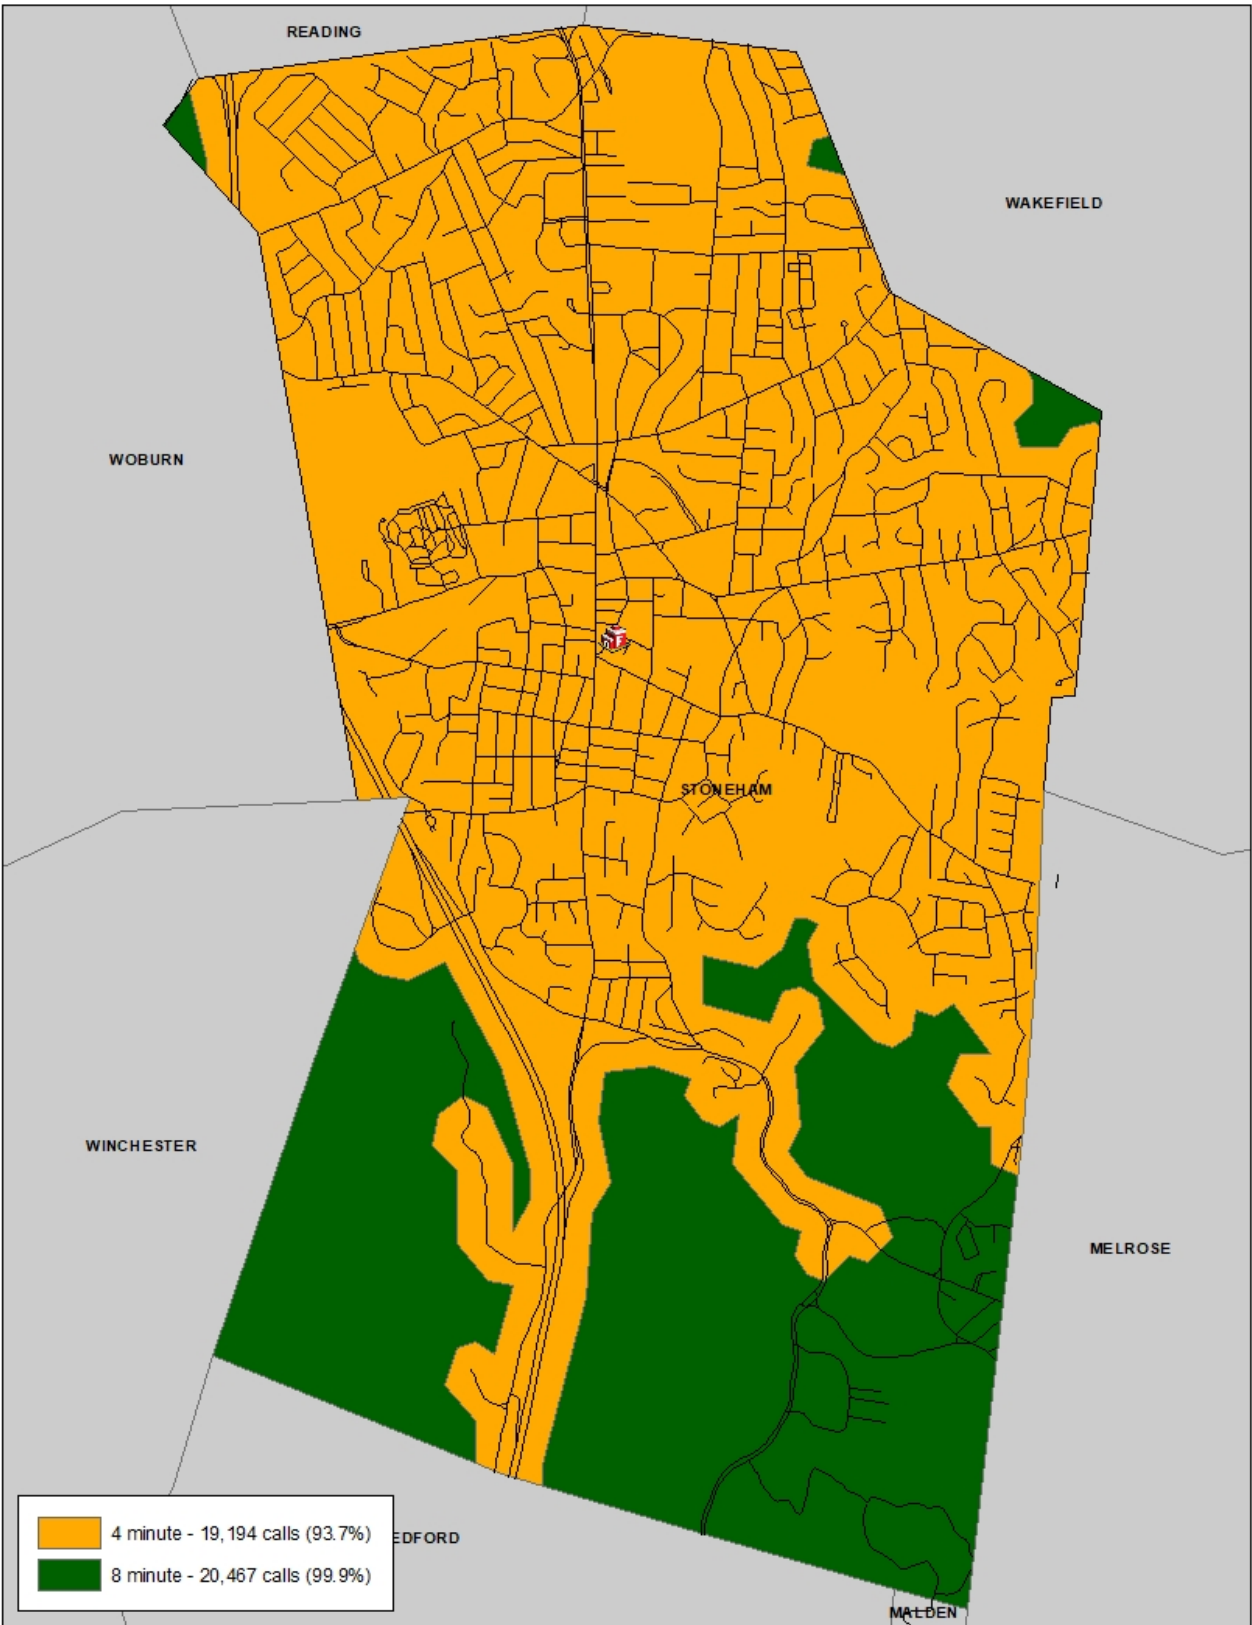 READING
WAKEFIELD
WOBURN
STONEHAM
WINCHESTER
MELROSE
4 minute - 19,194 calls (93.7%)
EDFORD
8 minute - 20,467 calls (99.9%)
MALDEN